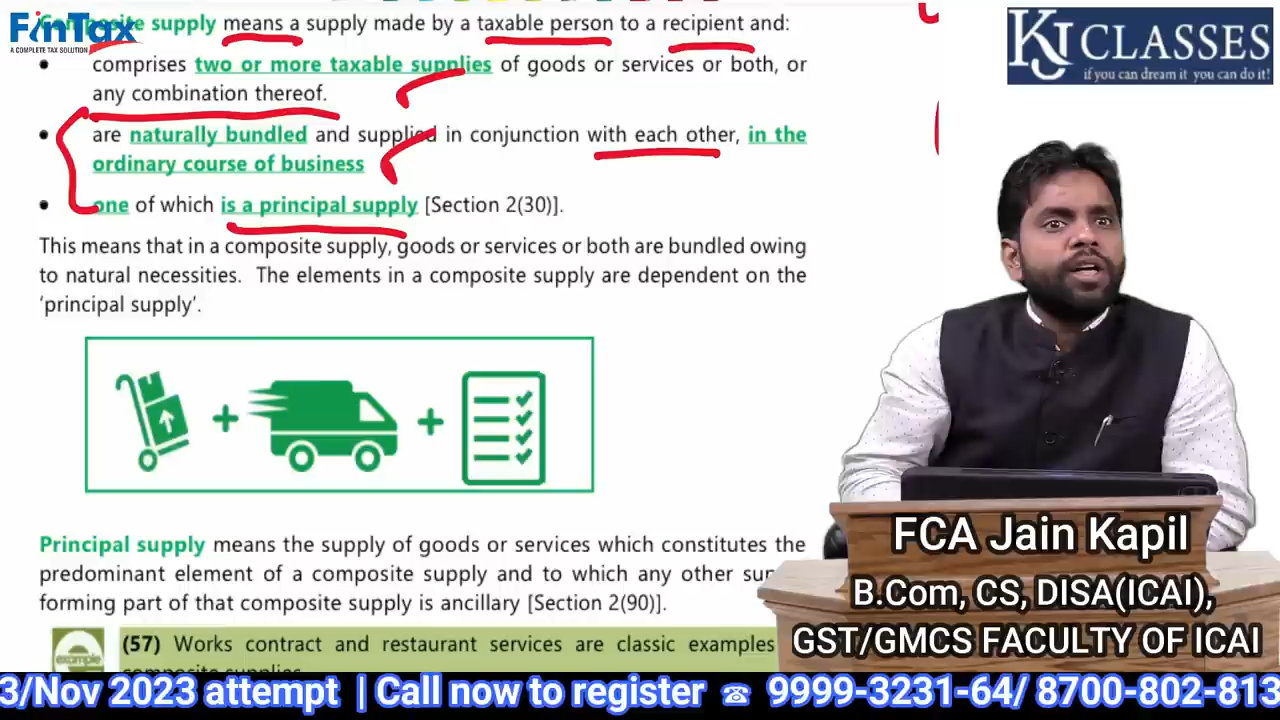 FinTax
A COMPLETE TAX SOLUTION
Composite supply means a supply made by a taxable person to a recipient and:
• comprises two or more taxable supplies of goods or services or both, or
any combination thereof.
• are naturally bundled and supplied in conjunction with each other, in the
ordinary course of business
• one of which is a principal supply [Section 2(30)].
This means that in a composite supply, goods or services or both are bundled owing
to natural necessities. The elements in a composite supply are dependent on the
'principal supply'.
Principal supply means the supply of goods or services which constitutes the
predominant element of a composite supply and to which any other
forming part of that composite supply is ancillary [Section 2(90)].
example
(57) Works contract and restaurant services are classic examples
composite supplies
KJ CLASSES
if you can dream it you can do it!
FCA Jain Kapil
B.Com, CS, DISA(ICAI),
GST/GMCS FACULTY OF ICAI
3/Nov 2023 attempt | Call now to register ☎ 9999-3231-64/ 8700-802-813